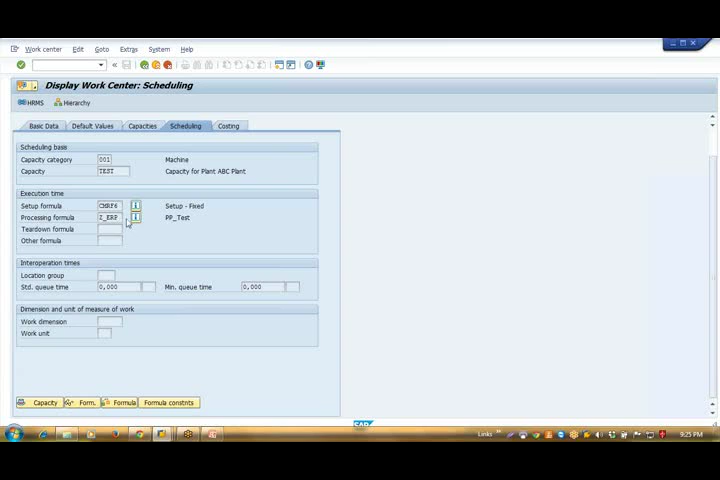 Work center Edit Goto Extras System Help
Display Work Center: Scheduling
HRMS Hierarchy
Basic Data Default Values Capacities Scheduling Costing
Scheduling basis
Capacity category 001 Machine
Capacity TEST Capacity for Plant ABC Plant
Execution time
Setup formula CMRF6 Setup - Fixed
Processing formula Z_ERP PP_Test
Teardown formula
Other formula
Interoperation times
Location group
Std. queue time 0,000 Min. queue time 0,000
Dimension and unit of measure of work
Work dimension
Work unit
Capacity Form. Formula Formula constnts
SAP
Links » 9:25 PM